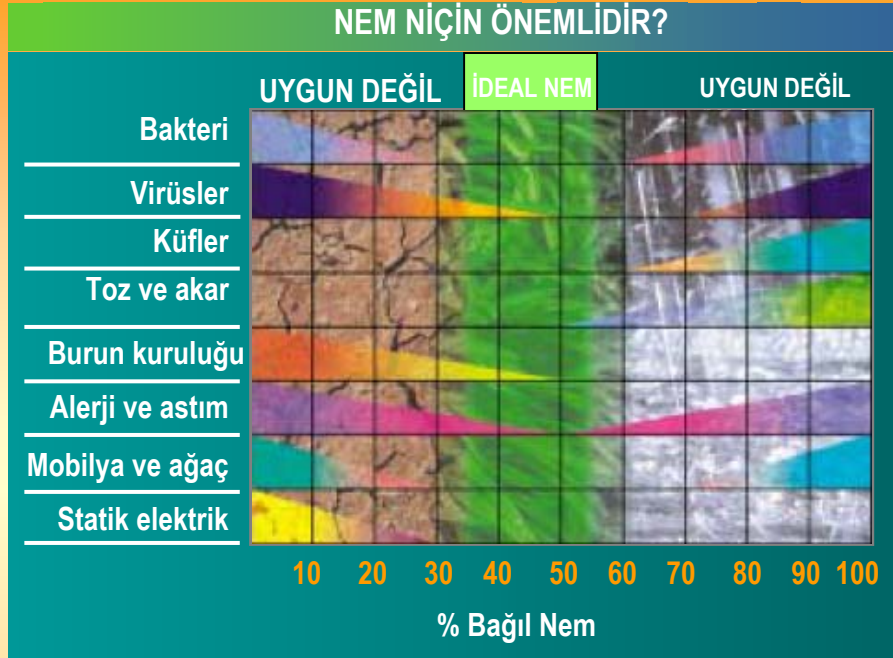 NEM NİÇİN ÖNEMLİDİR?
UYGUN DEĞİL İDEAL NEM UYGUN DEĞİL
Bakteri
Virüsler
Küfler
Toz ve akar
Burun kuruluğu
Alerji ve astım
Mobilya ve ağaç
Statik elektrik
10 20 30 40 50 60 70 80 90 100
% Bağıl Nem